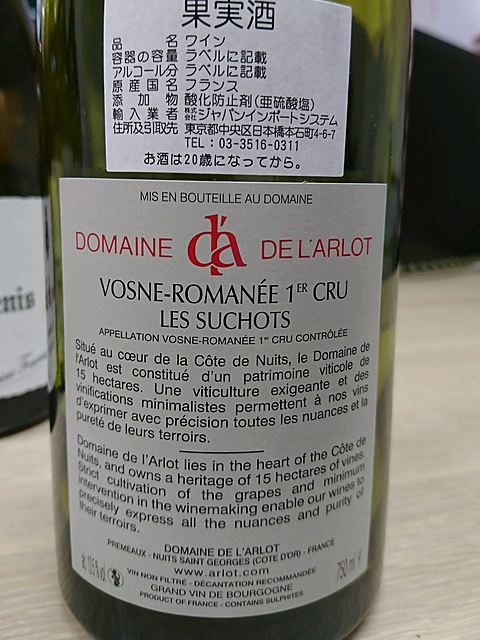 果実酒
品 名 ワイン
容器の容量 ラベルに記載
アルコール分 ラベルに記載
原産国名 フランス
添加物 酸化防止剤(亜硫酸塩)
輸入業者 株式会社ジャパンインポートシステム
住所及引取先 東京都中央区日本橋本石町4-6-7
TEL:03-3516-0311
お酒は20歳になってから。
MIS EN BOUTEILLE AU DOMAINE
DOMAINE d'a DE L'ARLOT
VOSNE-ROMANÉE 1ER CRU
LES SUCHOTS
APPELLATION VOSNE-ROMANÉE 1er CRU CONTRÔLÉE
Situé au cœur de la Côte de Nuits, le Domaine de
l'Arlot est constitué d'un patrimoine viticole de
15 hectares. Une viticulture exigeante et des
vinifications minimalistes permettent à nos vins
d'exprimer avec précision toutes les nuances et la
pureté de leurs terroirs.
Domaine de l'Arlot lies in the heart of the Côte de
Nuits, and owns a heritage of 15 hectares of vines.
Strict cultivation of the grapes and minimum
intervention in the winemaking enable our wines to
precisely express all the nuances and purity of
their terroirs.
DOMAINE DE L'ARLOT
PREMEAUX - NUITS SAINT GEORGES (CÔTE D'OR) - FRANCE
www.arlot.com
VIN NON FILTRÉ - DÉCANTATION RECOMMANDÉE
GRAND VIN DE BOURGOGNE
PRODUCT OF FRANCE - CONTAINS SULPHITES
750 ml
enis